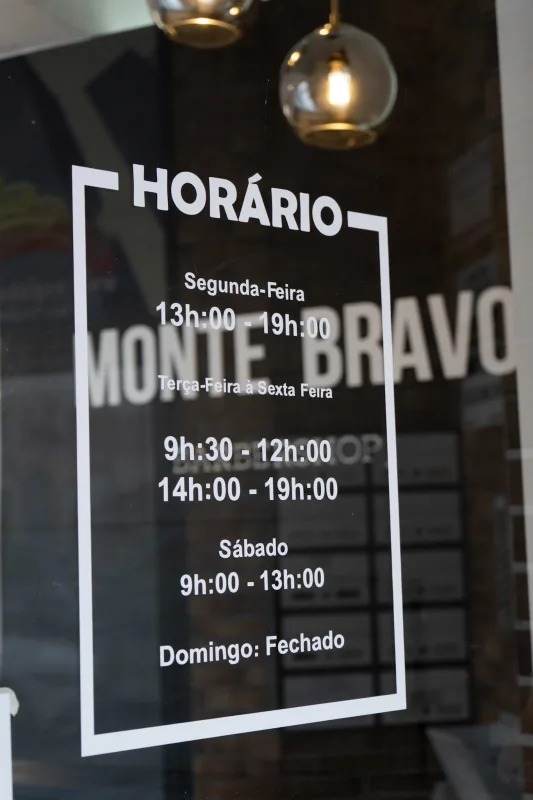 HORÁRIO
Segunda-Feira
13h:00 - 19h:00
MONTE BRAVO
Terça-Feira à Sexta Feira
9h:30 - 12h:00
BARBERSHOP
14h:00 - 19h:00
Sábado
9h:00 - 13h:00
Domingo: Fechado